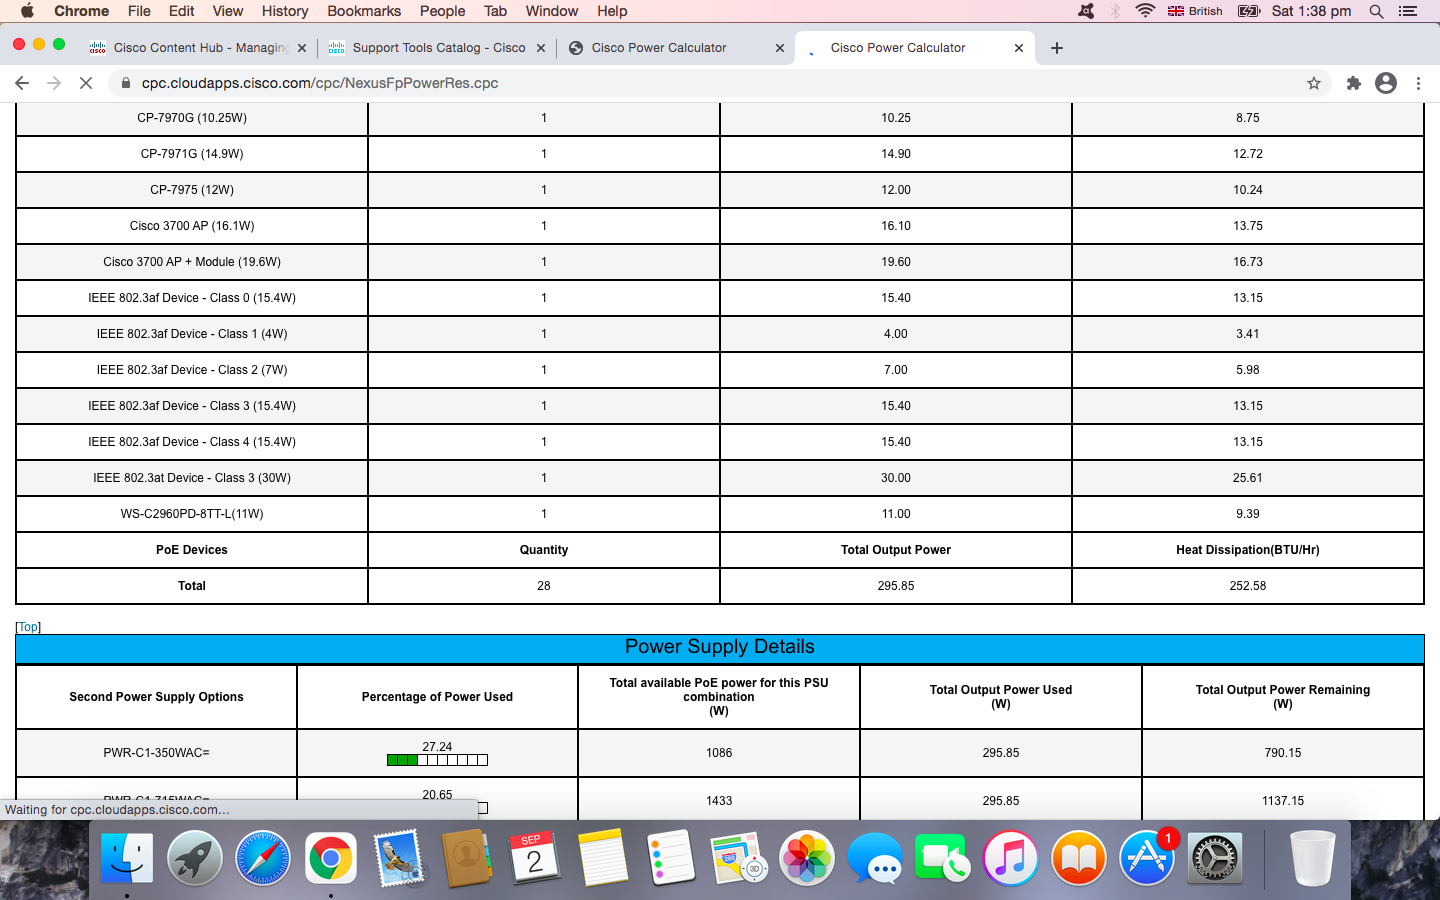 Chrome File Edit View History Bookmarks People Tab Window Help British Sat 1:38 pm
Cisco Content Hub - Managing Support Tools Catalog - Cisco Cisco Power Calculator Cisco Power Calculator
cpc.cloudapps.cisco.com/cpc/NexusFpPowerRes.cpc
CP-7970G (10.25W) 1 10.25 8.75
CP-7971G (14.9W) 1 14.90 12.72
CP-7975 (12W) 1 12.00 10.24
Cisco 3700 AP (16.1W) 1 16.10 13.75
Cisco 3700 AP + Module (19.6W) 1 19.60 16.73
IEEE 802.3af Device - Class 0 (15.4W) 1 15.40 13.15
IEEE 802.3af Device - Class 1 (4W) 1 4.00 3.41
IEEE 802.3af Device - Class 2 (7W) 1 7.00 5.98
IEEE 802.3af Device - Class 3 (15.4W) 1 15.40 13.15
IEEE 802.3af Device - Class 4 (15.4W) 1 15.40 13.15
IEEE 802.3at Device - Class 3 (30W) 1 30.00 25.61
WS-C2960PD-8TT-L(11W) 1 11.00 9.39
PoE Devices Quantity Total Output Power Heat Dissipation(BTU/Hr)
Total 28 295.85 252.58
[Top]
Power Supply Details
Second Power Supply Options Percentage of Power Used Total available PoE power for this PSU
combination
(W) Total Output Power Used
(W) Total Output Power Remaining
(W)
PWR-C1-350WAC= 27.24 1086 295.85 790.15
PWR-C1-715WAC= 20.65 1433 295.85 1137.15
Waiting for cpc.cloudapps.cisco.com...
SEP
2
280
3D
1